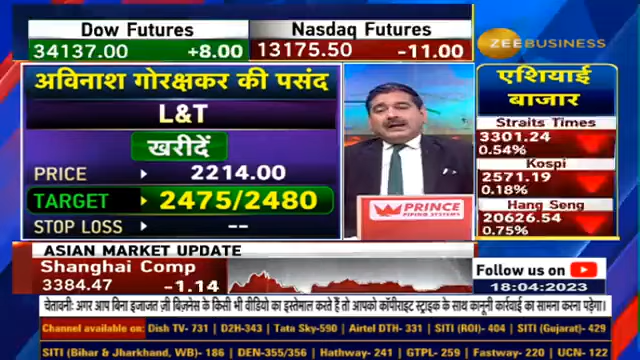 Dow Futures
34137.00 +8.00
Nasdaq Futures
13175.50 -11.00
ZEEBUSINESS
अविनाश गोरक्षकर की पसंद
L&T
खरीदें
PRICE 2214.00
TARGET 2475/2480
STOP LOSS --
PRINCE
PIPING SYSTEMS
एशियाई
बाजार
Straits Times
3301.24
0.54%
Kospi
2571.19
0.18%
Hang Seng
20626.54
0.75%
ASIAN MARKET UPDATE
Shanghai Comp
3384.47 -1.14
Follow us on
18:04:2023
चेतावनी: अगर आप बिना इजाजत ज़ी बिज़नेस के किसी भी वीडियो का इस्तेमाल करते हैं तो आपको कॉपीराइट स्ट्राइक के साथ कानूनी कार्रवाई का सामना करना पड़ेगा.
Channel available on: Dish TV- 731 | D2H-343 | Tata Sky-590 | Airtel DTH- 331 | SITI (ROI) - 404 | SITI (Gujarat) - 429
SITI (Bihar & Jharkhand, WB) - 186 | DEN-355/356 | Hathway- 241 | GTPL- 259 | Fastway- 220 | UCN- 122